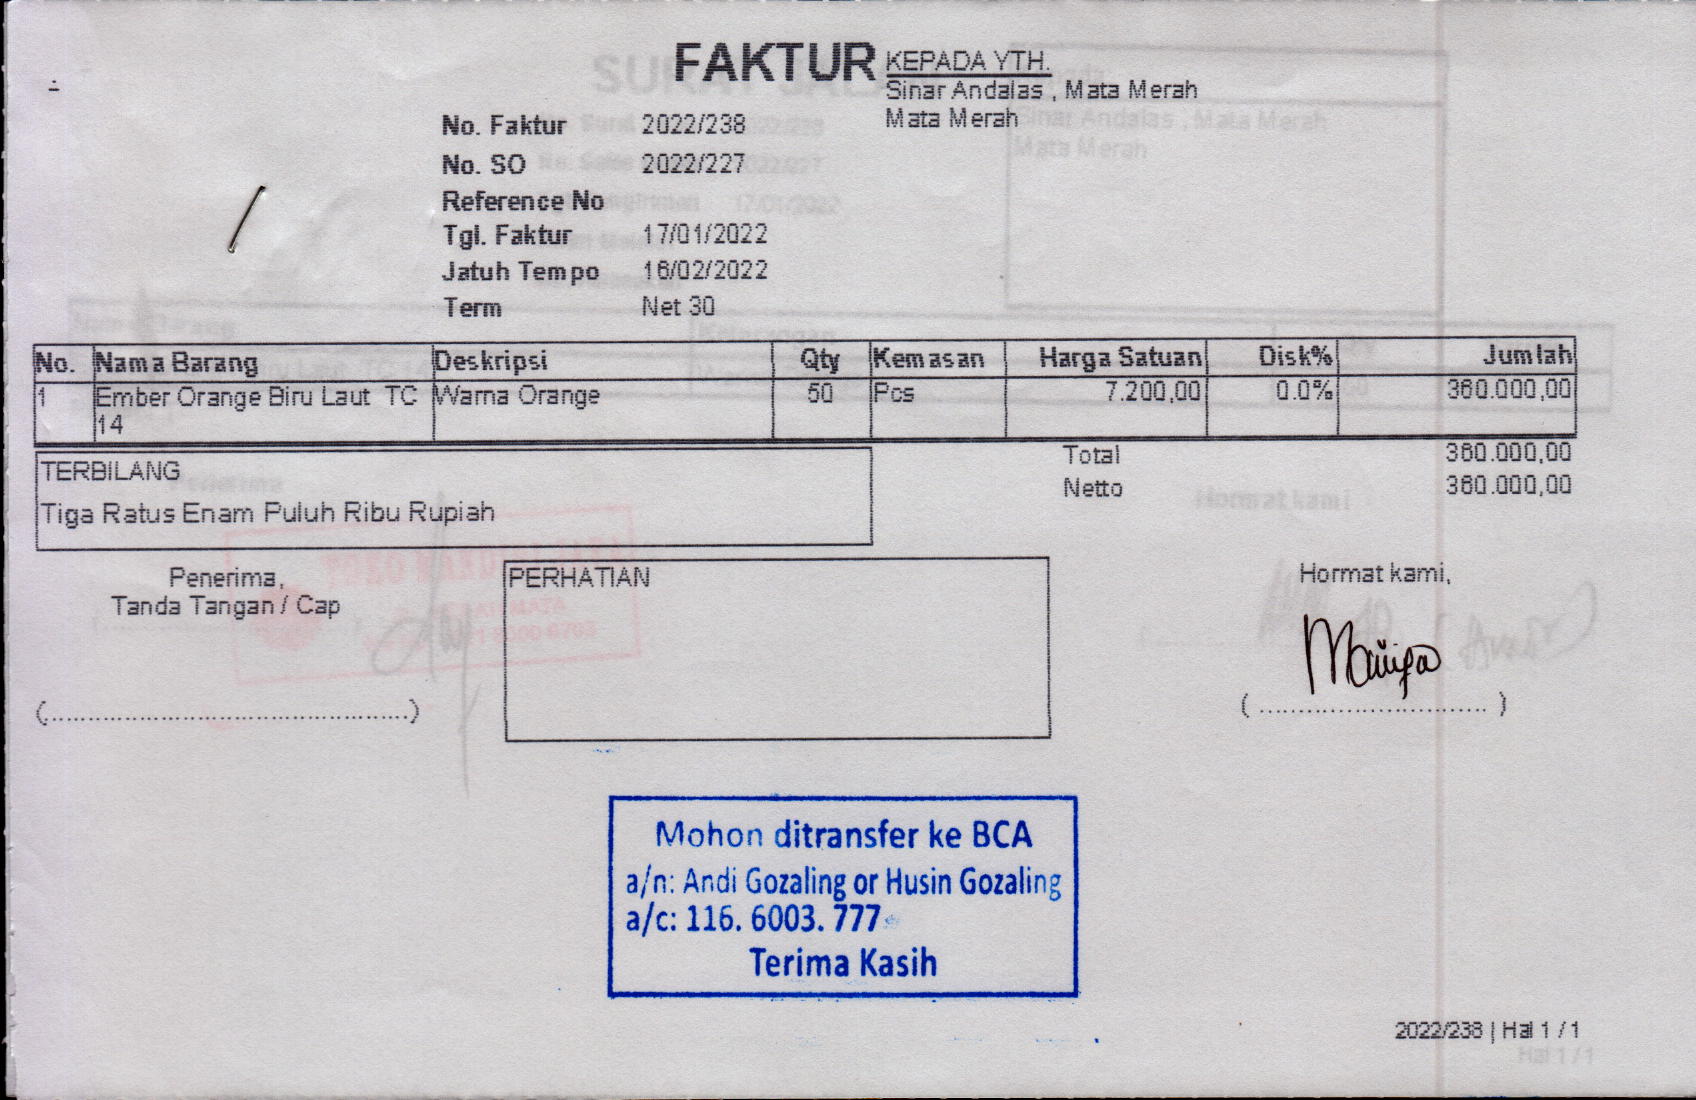 FAKTUR
KEPADA YTH.
Sinar Andalas , Mata Merah
Mata Merah
No. Faktur 2022/238
No. SO 2022/227
Reference No
Tgl. Faktur 17/01/2022
Jatuh Tempo 16/02/2022
Term Net 30
No. Nama Barang Deskripsi Qty Kemasan Harga Satuan Disk% Jumlah
1 Ember Orange Biru Laut TC Warna Orange 50 Pcs 7.200,00 0.0% 360.000,00
14
Total 360.000,00
Netto 360.000,00
TERBILANG
Tiga Ratus Enam Puluh Ribu Rupiah
Penerima,
Tanda Tangan / Cap
PERHATIAN
Hormat kami,
(................................................)
( ............................. )
Mohon ditransfer ke BCA
a/n: Andi Gozaling or Husin Gozaling
a/c: 116. 6003. 777
Terima Kasih
2022/238 | Hal 1 / 1